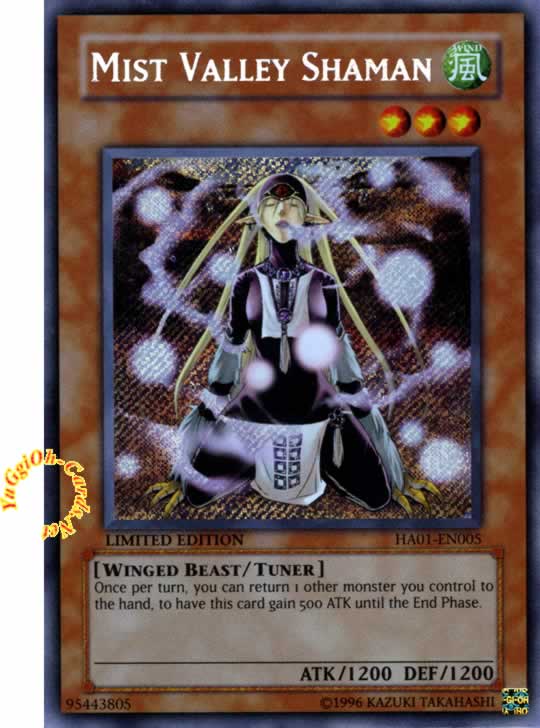 MIST VALLEY SHAMAN
WIND
風
LIMITED EDITION
HA01-EN005
[WINGED BEAST/TUNER]
Once per turn, you can return 1 other monster you control to
the hand, to have this card gain 500 ATK until the End Phase.
ATK/1200 DEF/1200
95443805
©1996 KAZUKI TAKAHASHI
YuGgiOh-Cards.Net